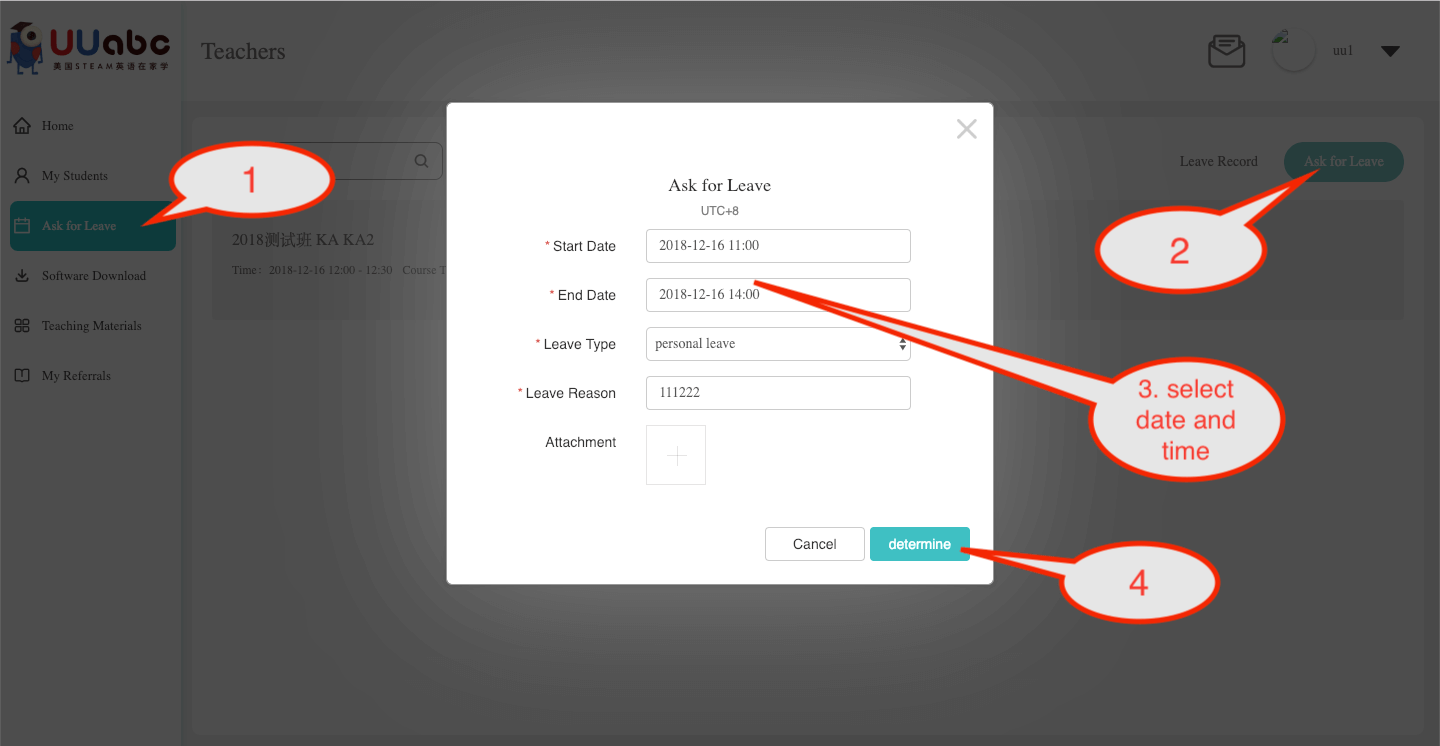 UUabc
美国STEAM英语在家学
Teachers
uu1
Home
My Students
Ask for Leave
Software Download
Teaching Materials
My Referrals
1
Leave Record
Ask for Leave
2
2018测试班 KA KA2
Time： 2018-12-16 12:00 - 12:30 Course T
Ask for Leave
UTC+8
* Start Date 2018-12-16 11:00
* End Date 2018-12-16 14:00
* Leave Type personal leave
* Leave Reason 111222
Attachment
Cancel determine
3. select
date and
time
4